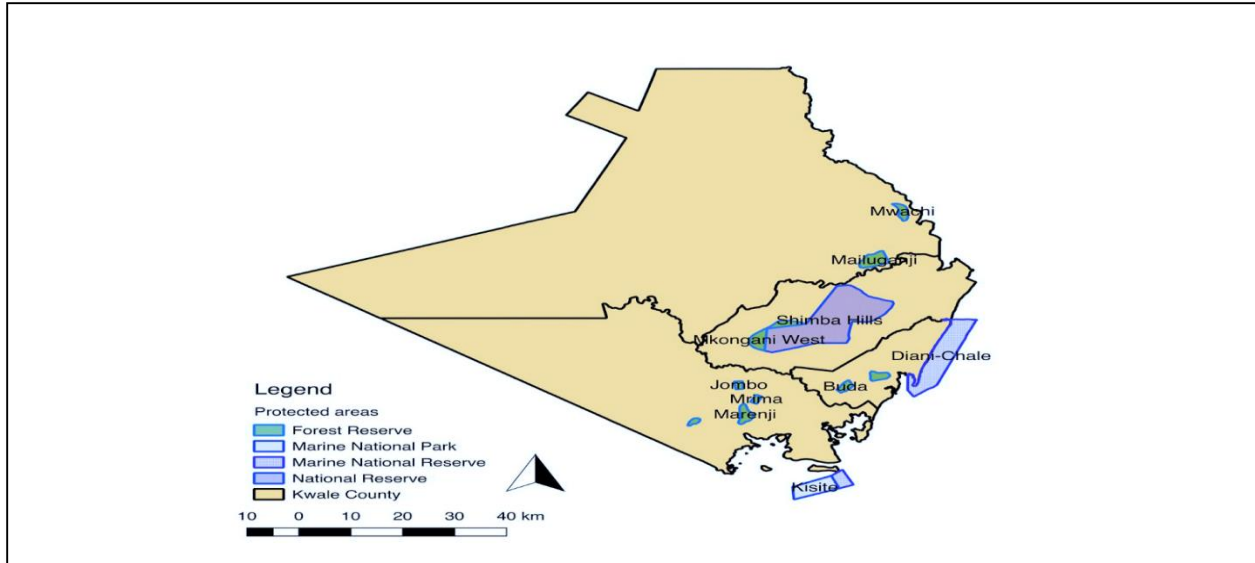 Mwachi
Mailuganji
Shimba Hills
Mkongani West
Diani-Chale
Jombo
Buda
Mrima
Marenji
Kisite
Legend
Protected areas
Forest Reserve
Marine National Park
Marine National Reserve
National Reserve
Kwale County
10 0 10 20 30 40 km